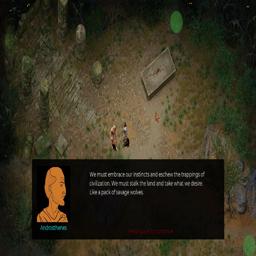 We must embrace our instincts and eschew the trappings of
civilization. We must stalk the land and take what we desire.
Like a pack of savage wolves.
Androsthenes